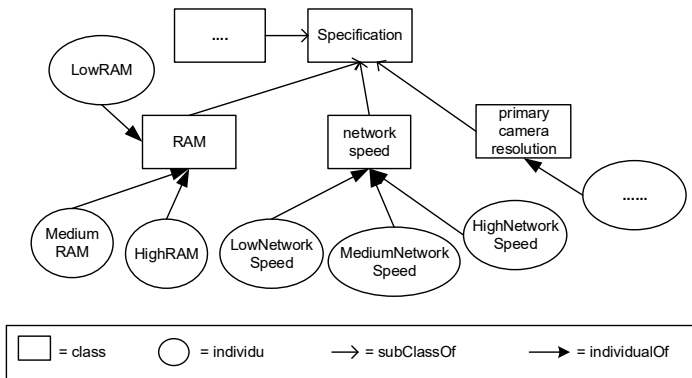 ....
Specification
LowRAM
RAM
network
speed
primary
camera
resolution
Medium
RAM
HighRAM
LowNetwork
Speed
MediumNetwork
Speed
HighNetwork
Speed
......
= class
= individu
= subClassOf
= individualOf